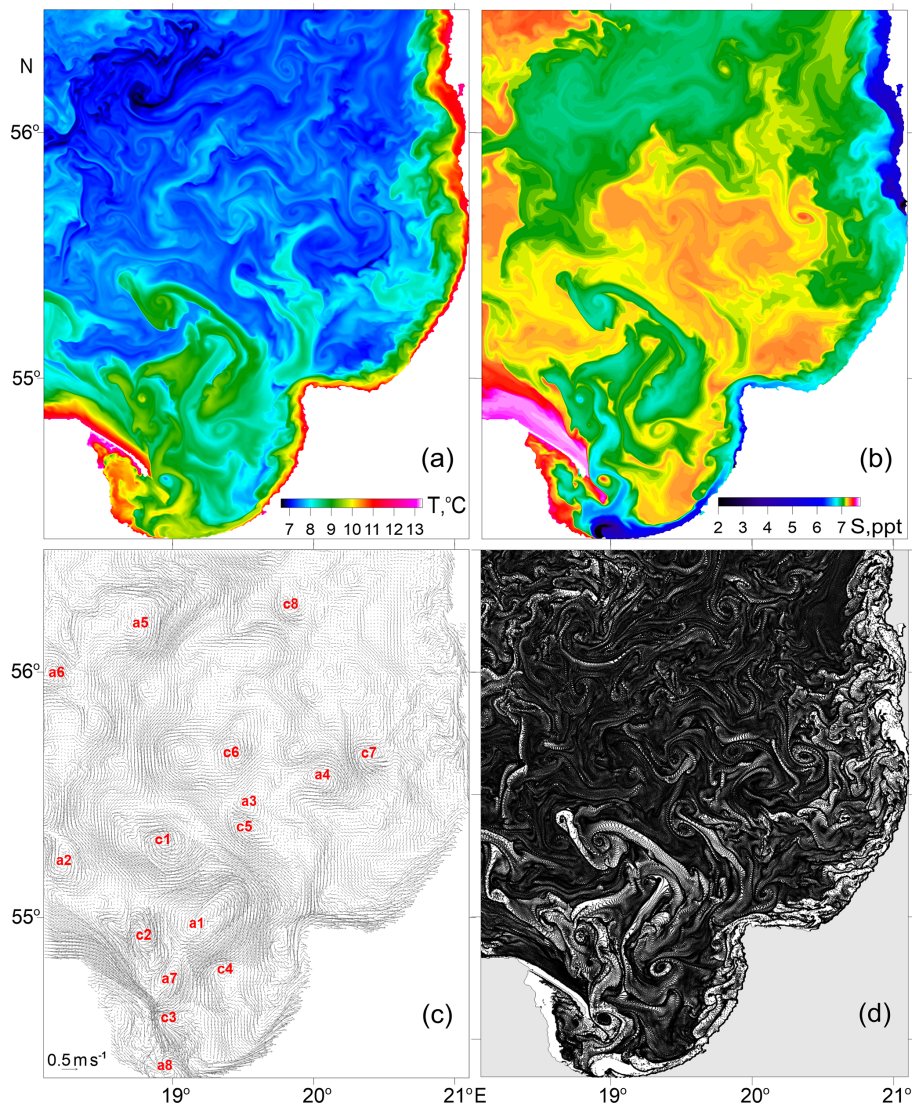 N
56°
55°
(a)
(b)
T,°C
7 8 9 10 11 12 13
S,ppt
2 3 4 5 6 7
c8
a5
a6
56°
c6
c7
a4
a3
c5
c1
a2
55°
a1
c2
c4
a7
c3
(c)
(d)
0.5 m s⁻¹
a8
19° 20° 21°E
19° 20° 21°E